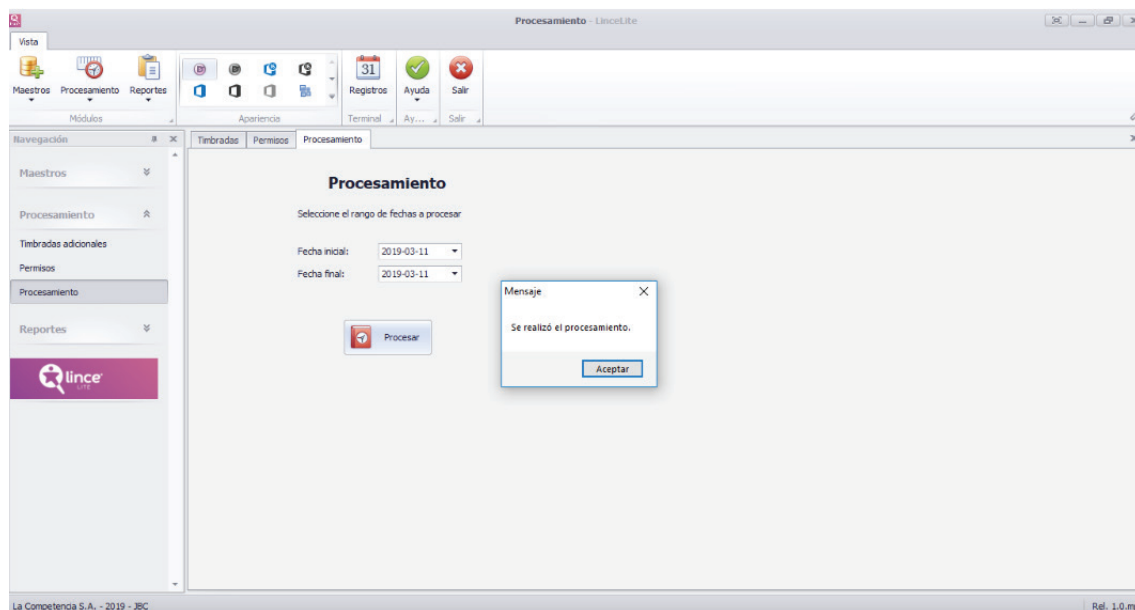 Procesamiento - LinceLite
Vista
Maestros Procesamiento Reportes
31
Registros Ayuda Salir
Módulos Apariencia Terminal Ay... Salir
Navegación
Timbradas Permisos Procesamiento
Maestros
Procesamiento
Timbradas adicionales
Permisos
Procesamiento
Reportes
lince
LITE
Procesamiento
Seleccione el rango de fechas a procesar
Fecha inicial: 2019-03-11
Fecha final: 2019-03-11
Procesar
Mensaje
Se realizó el procesamiento.
Aceptar
La Competencia S.A. - 2019 - JBC
Rel. 1.0.m